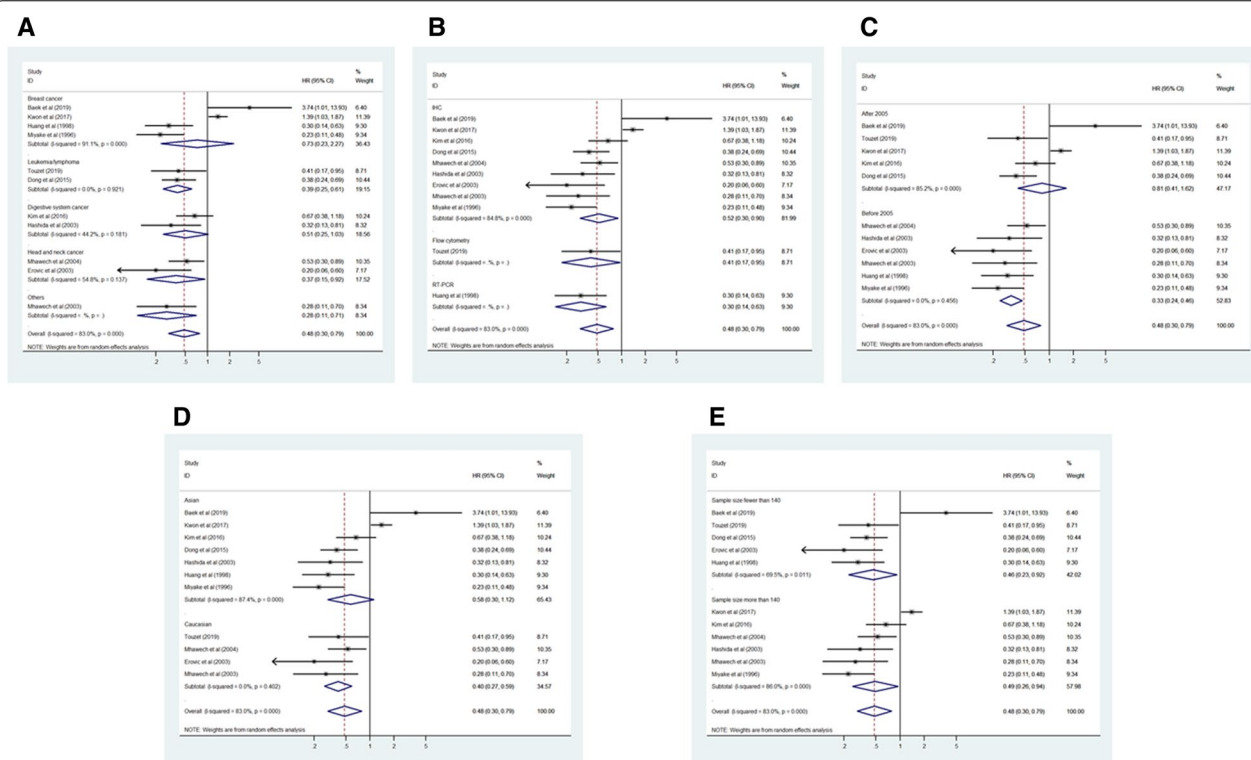 A
Study %
ID HR (95% CI) Weight
Breast cancer
Baek et al (2019) 3.74 (1.01, 13.93) 6.40
Kwon et al (2017) 1.39 (1.03, 1.87) 11.39
Huang et al (1998) 0.30 (0.14, 0.63) 9.30
Miyake et al (1996) 0.23 (0.11, 0.48) 9.34
Subtotal (I-squared = 91.1%, p = 0.000) 0.73 (0.23, 2.27) 36.43
Leukemia/lymphoma
Touzet (2019) 0.41 (0.17, 0.95) 8.71
Dong et al (2015) 0.38 (0.24, 0.69) 10.44
Subtotal (I-squared = 0.0%, p = 0.921) 0.39 (0.25, 0.61) 19.15
Digestive system cancer
Kim et al (2016) 0.67 (0.38, 1.18) 10.24
Hashida et al (2003) 0.32 (0.13, 0.81) 8.32
Subtotal (I-squared = 44.2%, p = 0.181) 0.51 (0.25, 1.03) 18.56
Head and neck cancer
Mhawech et al (2004) 0.53 (0.30, 0.89) 10.35
Erovic et al (2003) 0.20 (0.06, 0.60) 7.17
Subtotal (I-squared = 54.8%, p = 0.137) 0.37 (0.15, 0.92) 17.52
Others
Mhawech et al (2003) 0.28 (0.11, 0.70) 8.34
Subtotal (I-squared = .%, p = .) 0.28 (0.11, 0.71) 8.34
Overall (I-squared = 83.0%, p = 0.000) 0.48 (0.30, 0.79) 100.00
NOTE: Weights are from random effects analysis
.2 .5 1 2 5
B
Study %
ID HR (95% CI) Weight
IHC
Baek et al (2019) 3.74 (1.01, 13.93) 6.40
Kwon et al (2017) 1.39 (1.03, 1.87) 11.39
Kim et al (2016) 0.67 (0.38, 1.18) 10.24
Dong et al (2015) 0.38 (0.24, 0.69) 10.44
Mhawech et al (2004) 0.53 (0.30, 0.89) 10.35
Hashida et al (2003) 0.32 (0.13, 0.81) 8.32
Erovic et al (2003) 0.20 (0.06, 0.60) 7.17
Mhawech et al (2003) 0.28 (0.11, 0.70) 8.34
Miyake et al (1996) 0.23 (0.11, 0.48) 9.34
Subtotal (I-squared = 84.8%, p = 0.000) 0.52 (0.30, 0.90) 81.99
Flow cytometry
Touzet (2019) 0.41 (0.17, 0.95) 8.71
Subtotal (I-squared = .%, p = .) 0.41 (0.17, 0.95) 8.71
RT-PCR
Huang et al (1998) 0.30 (0.14, 0.63) 9.30
Subtotal (I-squared = .%, p = .) 0.30 (0.14, 0.63) 9.30
Overall (I-squared = 83.0%, p = 0.000) 0.48 (0.30, 0.79) 100.00
NOTE: Weights are from random effects analysis
.2 .5 1 2 5
C
Study %
ID HR (95% CI) Weight
After 2005
Baek et al (2019) 3.74 (1.01, 13.93) 6.40
Touzet (2019) 0.41 (0.17, 0.95) 8.71
Kwon et al (2017) 1.39 (1.03, 1.87) 11.39
Kim et al (2016) 0.67 (0.38, 1.18) 10.24
Dong et al (2015) 0.38 (0.24, 0.69) 10.44
Subtotal (I-squared = 85.2%, p = 0.000) 0.81 (0.41, 1.62) 47.17
Before 2005
Mhawech et al (2004) 0.53 (0.30, 0.89) 10.35
Hashida et al (2003) 0.32 (0.13, 0.81) 8.32
Erovic et al (2003) 0.20 (0.06, 0.60) 7.17
Mhawech et al (2003) 0.28 (0.11, 0.70) 8.34
Huang et al (1998) 0.30 (0.14, 0.63) 9.30
Miyake et al (1996) 0.23 (0.11, 0.48) 9.34
Subtotal (I-squared = 0.0%, p = 0.456) 0.33 (0.24, 0.46) 52.83
Overall (I-squared = 83.0%, p = 0.000) 0.48 (0.30, 0.79) 100.00
NOTE: Weights are from random effects analysis
.2 .5 1 2 5
D
Study %
ID HR (95% CI) Weight
Asian
Baek et al (2019) 3.74 (1.01, 13.93) 6.40
Kwon et al (2017) 1.39 (1.03, 1.87) 11.39
Kim et al (2016) 0.67 (0.38, 1.18) 10.24
Dong et al (2015) 0.38 (0.24, 0.69) 10.44
Hashida et al (2003) 0.32 (0.13, 0.81) 8.32
Huang et al (1998) 0.30 (0.14, 0.63) 9.30
Miyake et al (1996) 0.23 (0.11, 0.48) 9.34
Subtotal (I-squared = 87.4%, p = 0.000) 0.58 (0.30, 1.12) 65.43
Caucasian
Touzet (2019) 0.41 (0.17, 0.95) 8.71
Mhawech et al (2004) 0.53 (0.30, 0.89) 10.35
Erovic et al (2003) 0.20 (0.06, 0.60) 7.17
Mhawech et al (2003) 0.28 (0.11, 0.70) 8.34
Subtotal (I-squared = 0.0%, p = 0.402) 0.40 (0.27, 0.59) 34.57
Overall (I-squared = 83.0%, p = 0.000) 0.48 (0.30, 0.79) 100.00
NOTE: Weights are from random effects analysis
.2 .5 1 2 5
E
Study %
ID HR (95% CI) Weight
Sample size fewer than 140
Baek et al (2019) 3.74 (1.01, 13.93) 6.40
Touzet (2019) 0.41 (0.17, 0.95) 8.71
Dong et al (2015) 0.38 (0.24, 0.69) 10.44
Erovic et al (2003) 0.20 (0.06, 0.60) 7.17
Huang et al (1998) 0.30 (0.14, 0.63) 9.30
Subtotal (I-squared = 69.5%, p = 0.011) 0.46 (0.23, 0.92) 42.02
Sample size more than 140
Kwon et al (2017) 1.39 (1.03, 1.87) 11.39
Kim et al (2016) 0.67 (0.38, 1.18) 10.24
Mhawech et al (2004) 0.53 (0.30, 0.89) 10.35
Hashida et al (2003) 0.32 (0.13, 0.81) 8.32
Mhawech et al (2003) 0.28 (0.11, 0.70) 8.34
Miyake et al (1996) 0.23 (0.11, 0.48) 9.34
Subtotal (I-squared = 86.0%, p = 0.000) 0.49 (0.26, 0.94) 57.98
Overall (I-squared = 83.0%, p = 0.000) 0.48 (0.30, 0.79) 100.00
NOTE: Weights are from random effects analysis
.2 .5 1 2 5